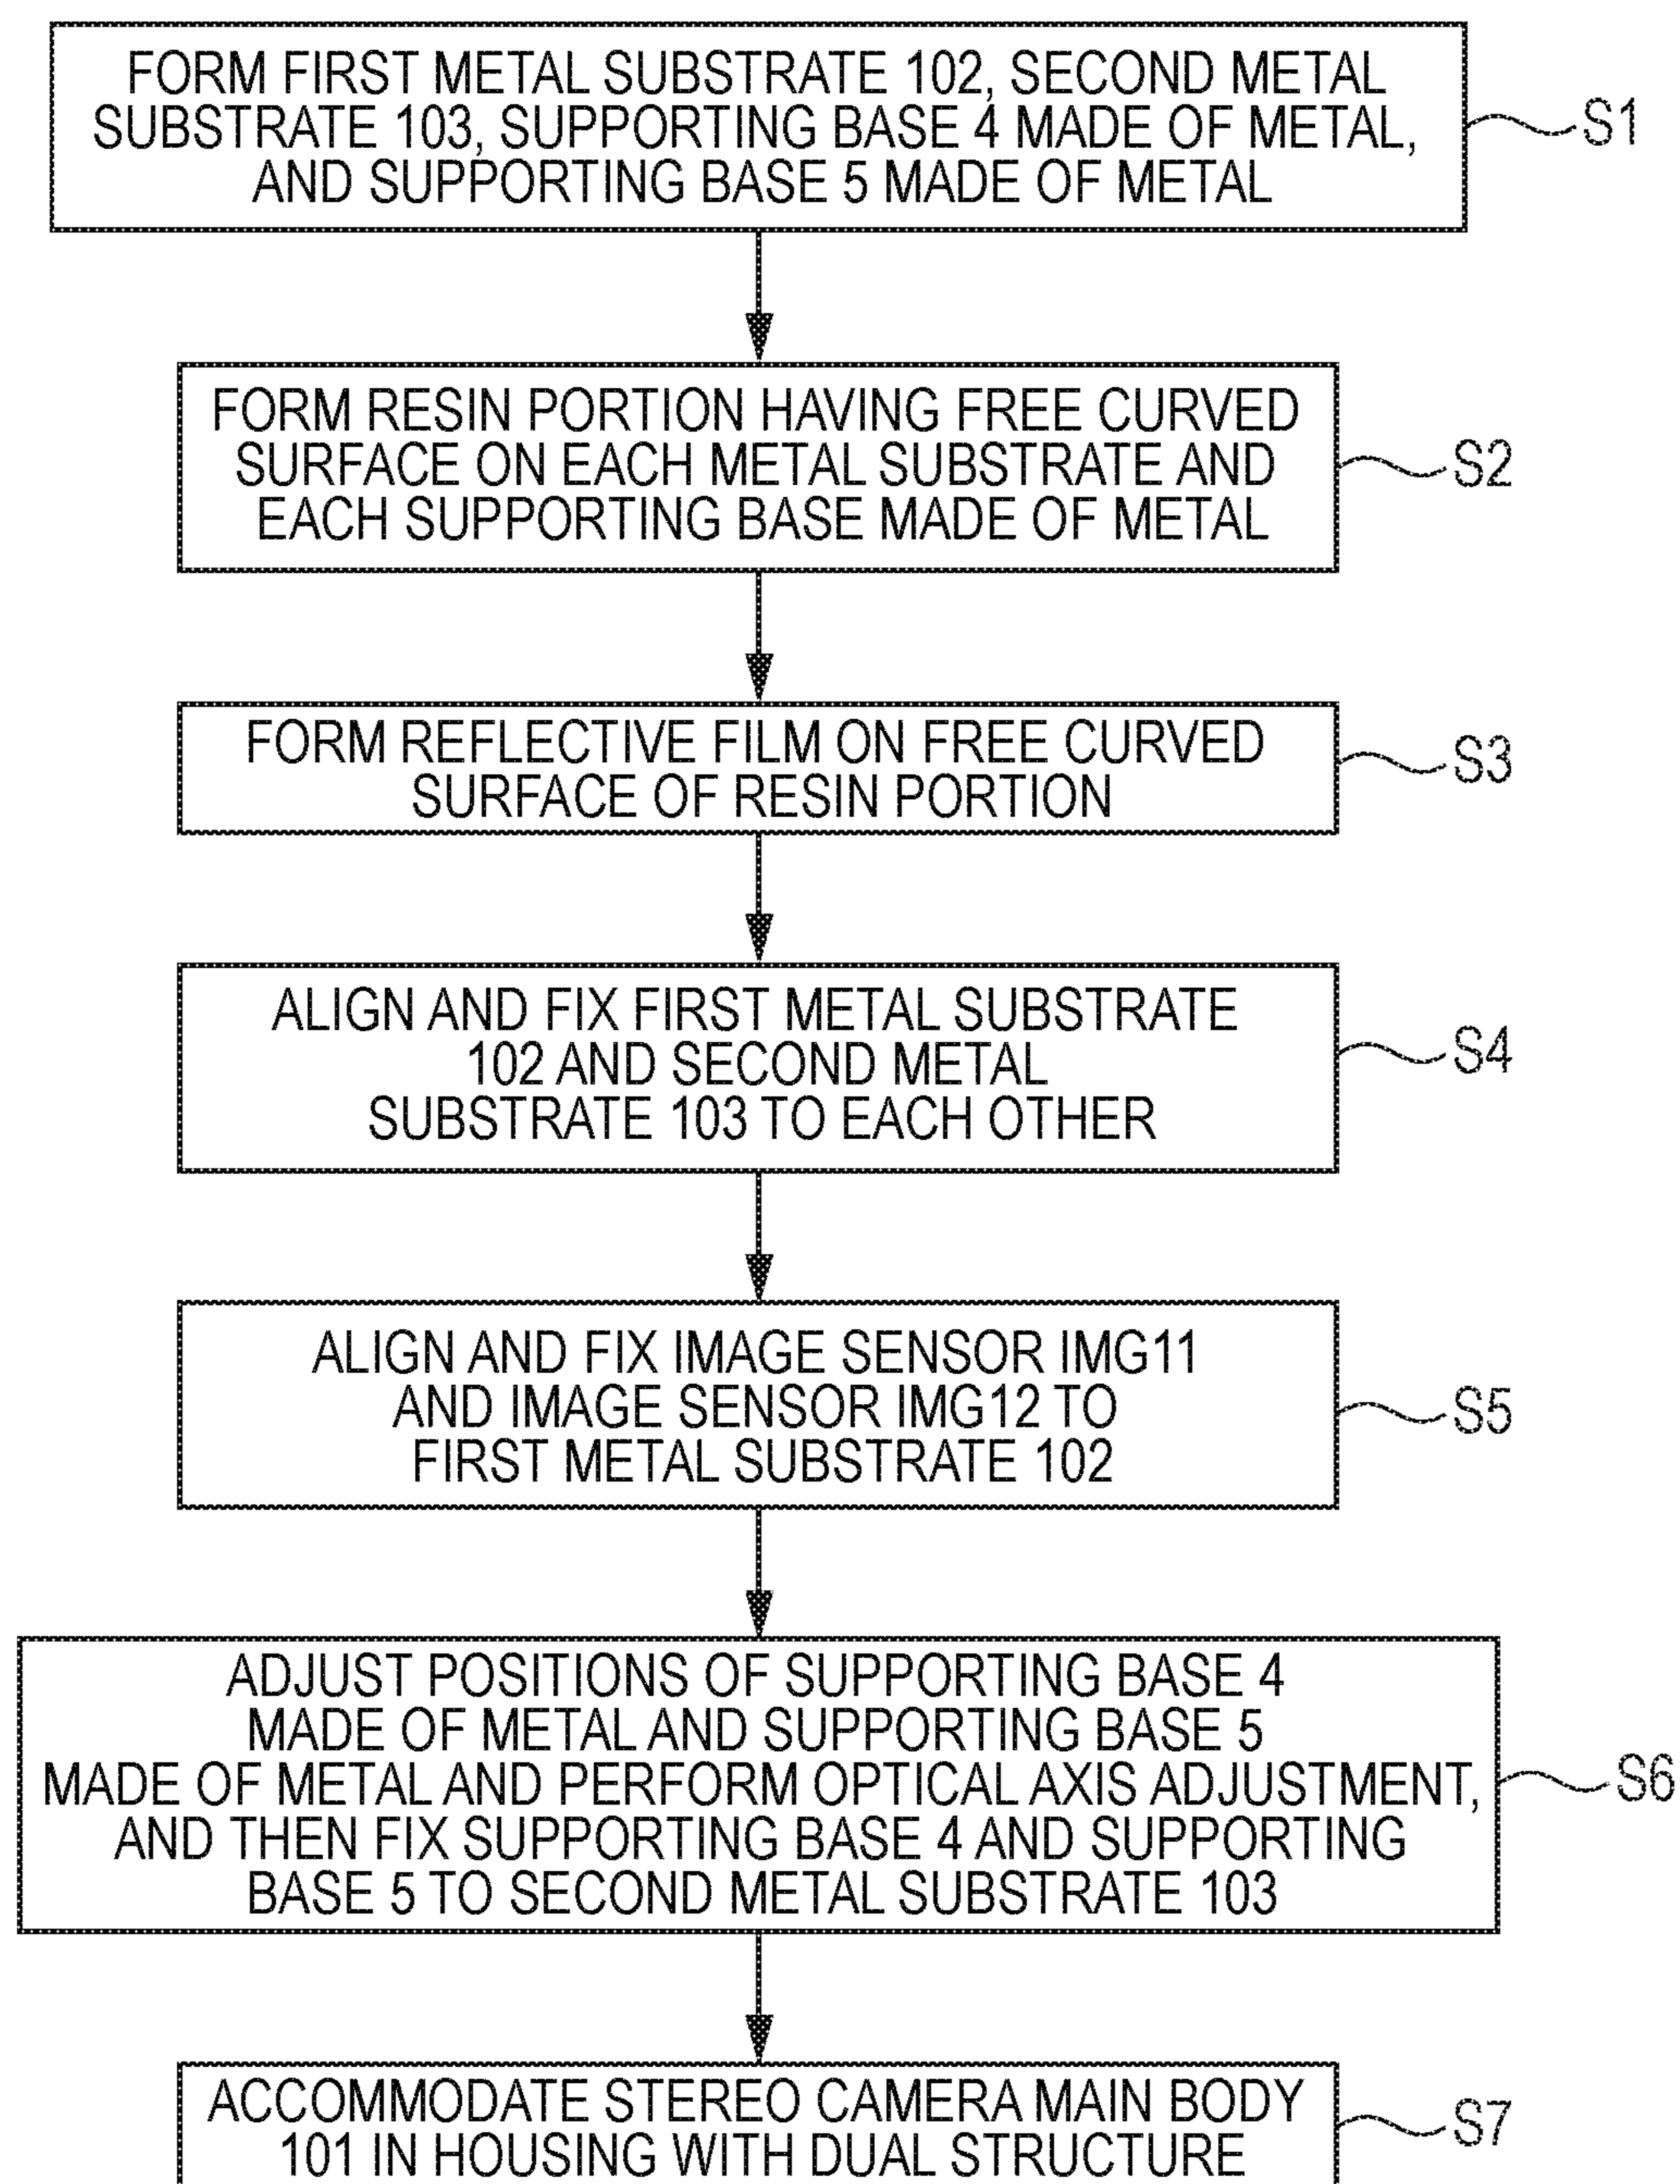 FORM FIRST METAL SUBSTRATE 102, SECOND METAL
SUBSTRATE 103, SUPPORTING BASE 4 MADE OF METAL,
AND SUPPORTING BASE 5 MADE OF METAL
S1
FORM RESIN PORTION HAVING FREE CURVED
SURFACE ON EACH METAL SUBSTRATE AND
EACH SUPPORTING BASE MADE OF METAL
S2
FORM REFLECTIVE FILM ON FREE CURVED
SURFACE OF RESIN PORTION
S3
ALIGN AND FIX FIRST METAL SUBSTRATE
102 AND SECOND METAL
SUBSTRATE 103 TO EACH OTHER
S4
ALIGN AND FIX IMAGE SENSOR IMG11
AND IMAGE SENSOR IMG12 TO
FIRST METAL SUBSTRATE 102
S5
ADJUST POSITIONS OF SUPPORTING BASE 4
MADE OF METAL AND SUPPORTING BASE 5
MADE OF METAL AND PERFORM OPTICAL AXIS ADJUSTMENT,
AND THEN FIX SUPPORTING BASE 4 AND SUPPORTING
BASE 5 TO SECOND METAL SUBSTRATE 103
S6
ACCOMMODATE STEREO CAMERA MAIN BODY
101 IN HOUSING WITH DUAL STRUCTURE
S7